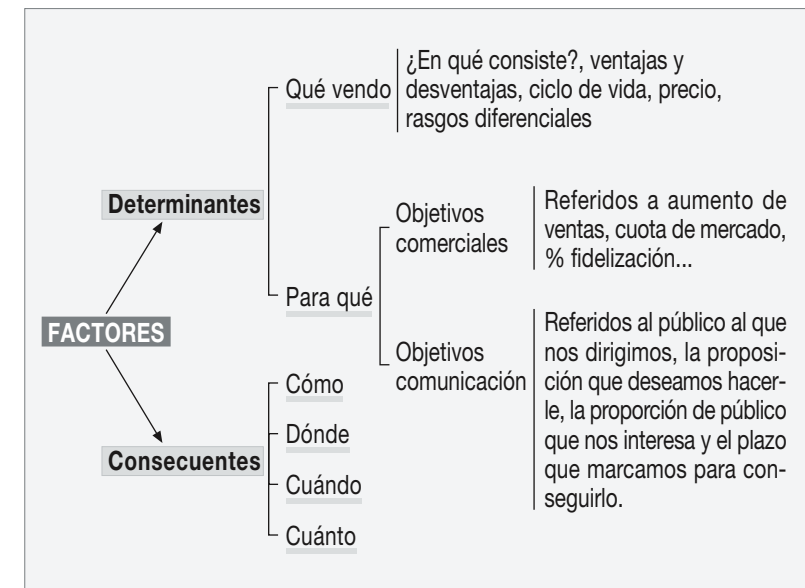 ¿En qué consiste?, ventajas y
Qué vendo
desventajas, ciclo de vida, precio,
rasgos diferenciales
Determinantes
Objetivos
comerciales
Referidos a aumento de
ventas, cuota de mercado,
% fidelización...
Para qué
FACTORES
Objetivos
comunicación
Referidos al público al que
nos dirigimos, la proposi-
ción que deseamos hacer-
le, la proporción de público
que nos interesa y el plazo
que marcamos para con-
seguirlo.
Cómo
Dónde
Consecuentes
Cuándo
Cuánto